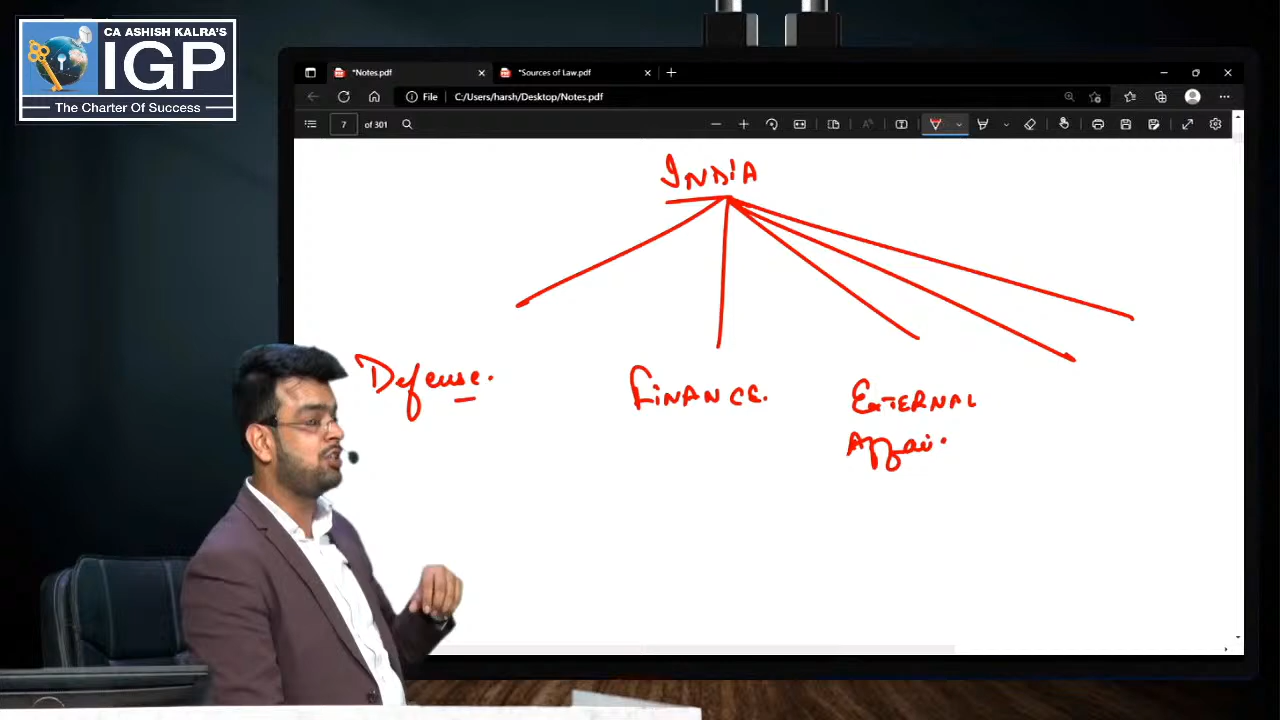 CA ASHISH KALRA'S
IGP
The Charter Of Success
*Notes.pdf
*Sources of Law.pdf
File C:/Users/harsh/Desktop/Notes.pdf
7 of 301
INDIA
Defense.
FINANCE.
EXTERNAL
Affair.